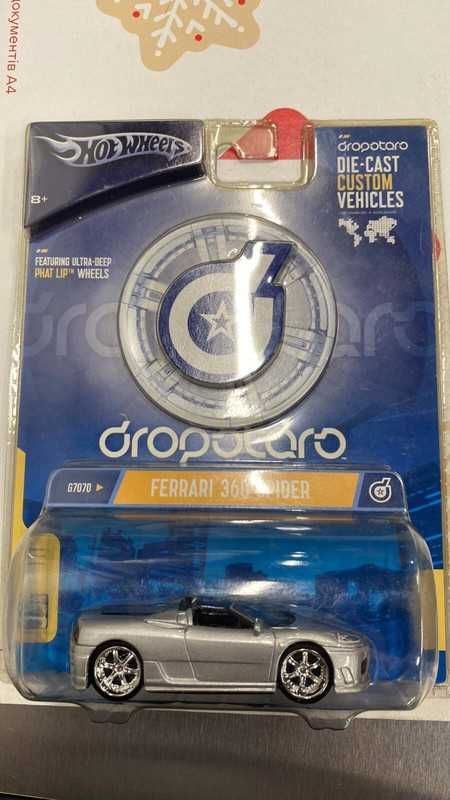 документів А4
HOT WHEELS
8+
FEATURING ULTRA-DEEP
PHAT LIP™ WHEELS
dropstars
DIE-CAST
CUSTOM
VEHICLES
dropstars
G7070
FERRARI 360 SPIDER